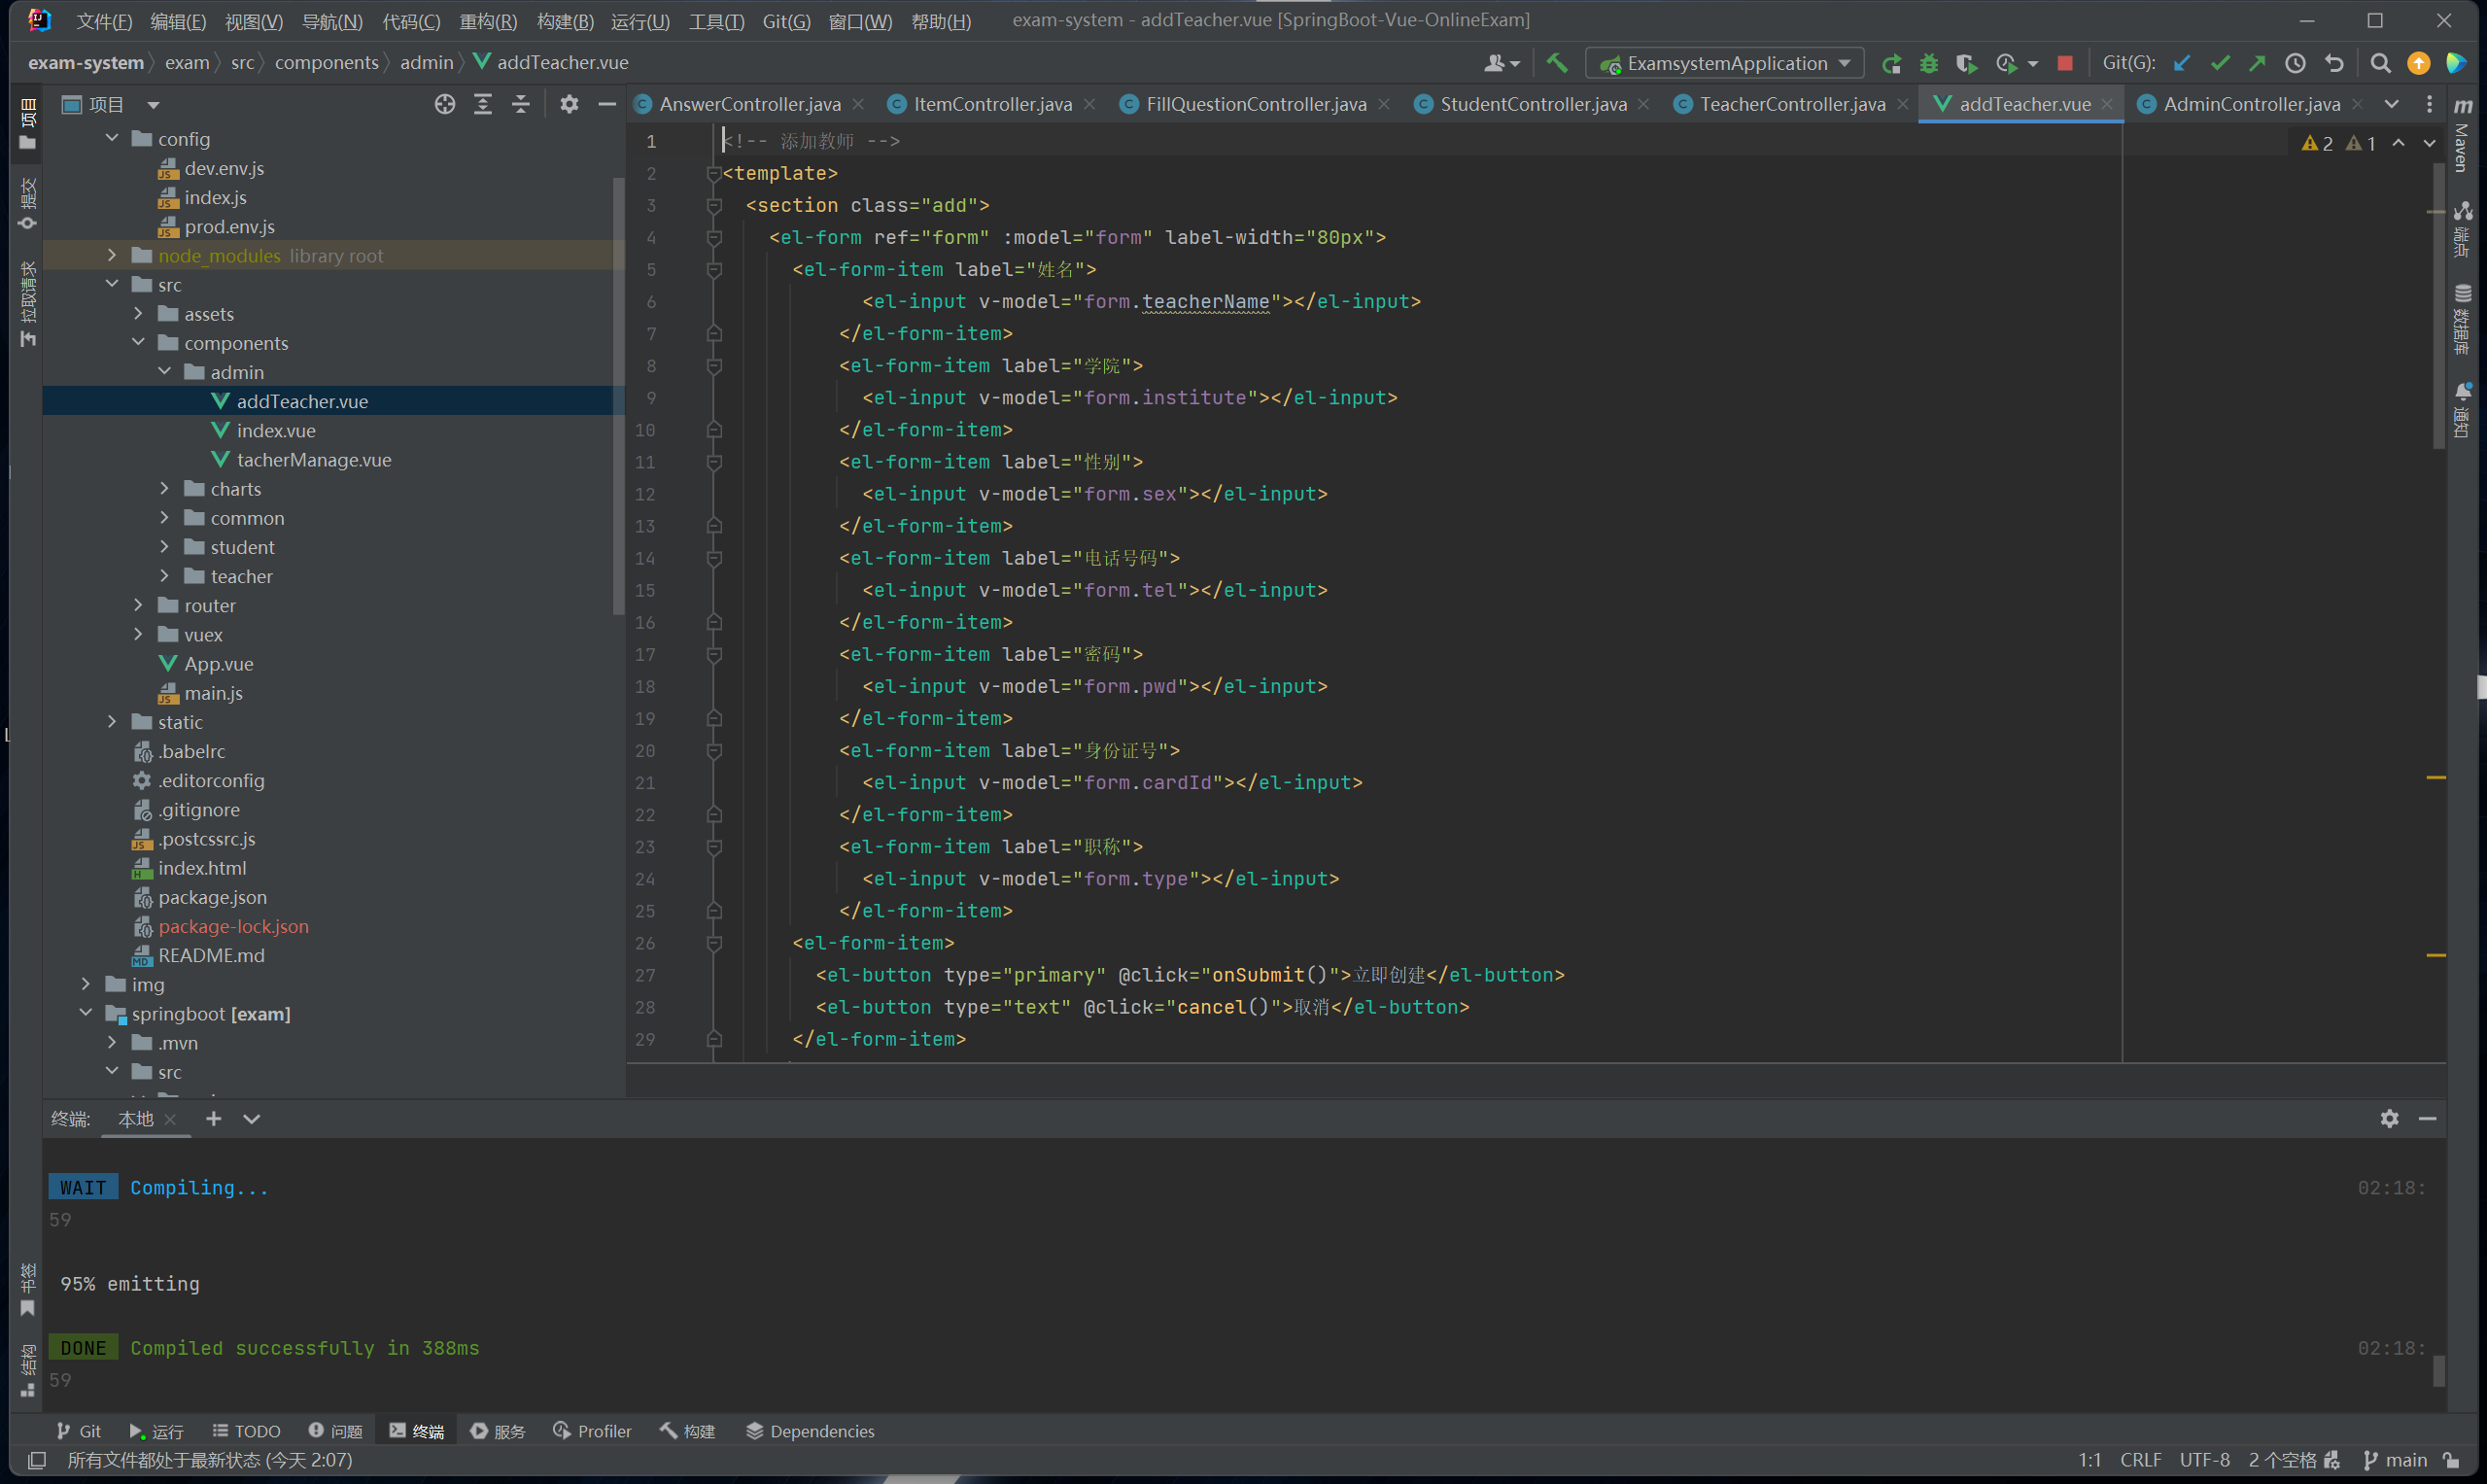 文件(F) 编辑(E) 视图(V) 导航(N) 代码(C) 重构(R) 构建(B) 运行(U) 工具(T) Git(G) 窗口(W) 帮助(H) exam-system - addTeacher.vue [SpringBoot-Vue-OnlineExam]
exam-system exam src components admin addTeacher.vue ExamsystemApplication Git(G):
项目
AnswerController.java ItemController.java FillQuestionController.java StudentController.java TeacherController.java addTeacher.vue AdminController.java
项目
提交
拉取请求
config
dev.env.js
index.js
prod.env.js
node_modules library root
src
assets
components
admin
addTeacher.vue
index.vue
tacherManage.vue
charts
common
student
teacher
router
vuex
App.vue
main.js
static
.babelrc
.editorconfig
.gitignore
.postcssrc.js
index.html
package.json
package-lock.json
README.md
img
springboot [exam]
.mvn
src
2 1
1 <!-- 添加教师 -->
2 <template>
3 <section class="add">
4 <el-form ref="form" :model="form" label-width="80px">
5 <el-form-item label="姓名">
6 <el-input v-model="form.teacherName"></el-input>
7 </el-form-item>
8 <el-form-item label="学院">
9 <el-input v-model="form.institute"></el-input>
10 </el-form-item>
11 <el-form-item label="性别">
12 <el-input v-model="form.sex"></el-input>
13 </el-form-item>
14 <el-form-item label="电话号码">
15 <el-input v-model="form.tel"></el-input>
16 </el-form-item>
17 <el-form-item label="密码">
18 <el-input v-model="form.pwd"></el-input>
19 </el-form-item>
20 <el-form-item label="身份证号">
21 <el-input v-model="form.cardId"></el-input>
22 </el-form-item>
23 <el-form-item label="职称">
24 <el-input v-model="form.type"></el-input>
25 </el-form-item>
26 <el-form-item>
27 <el-button type="primary" @click="onSubmit()">立即创建</el-button>
28 <el-button type="text" @click="cancel()">取消</el-button>
29 </el-form-item>
m
Maven
端点
数据库
通知
终端: 本地
WAIT Compiling... 02:18:
59
95% emitting
DONE Compiled successfully in 388ms 02:18:
59
书签
结构
Git 运行 TODO 问题 终端 服务 Profiler 构建 Dependencies
所有文件都处于最新状态 (今天 2:07) 1:1 CRLF UTF-8 2 个空格 main